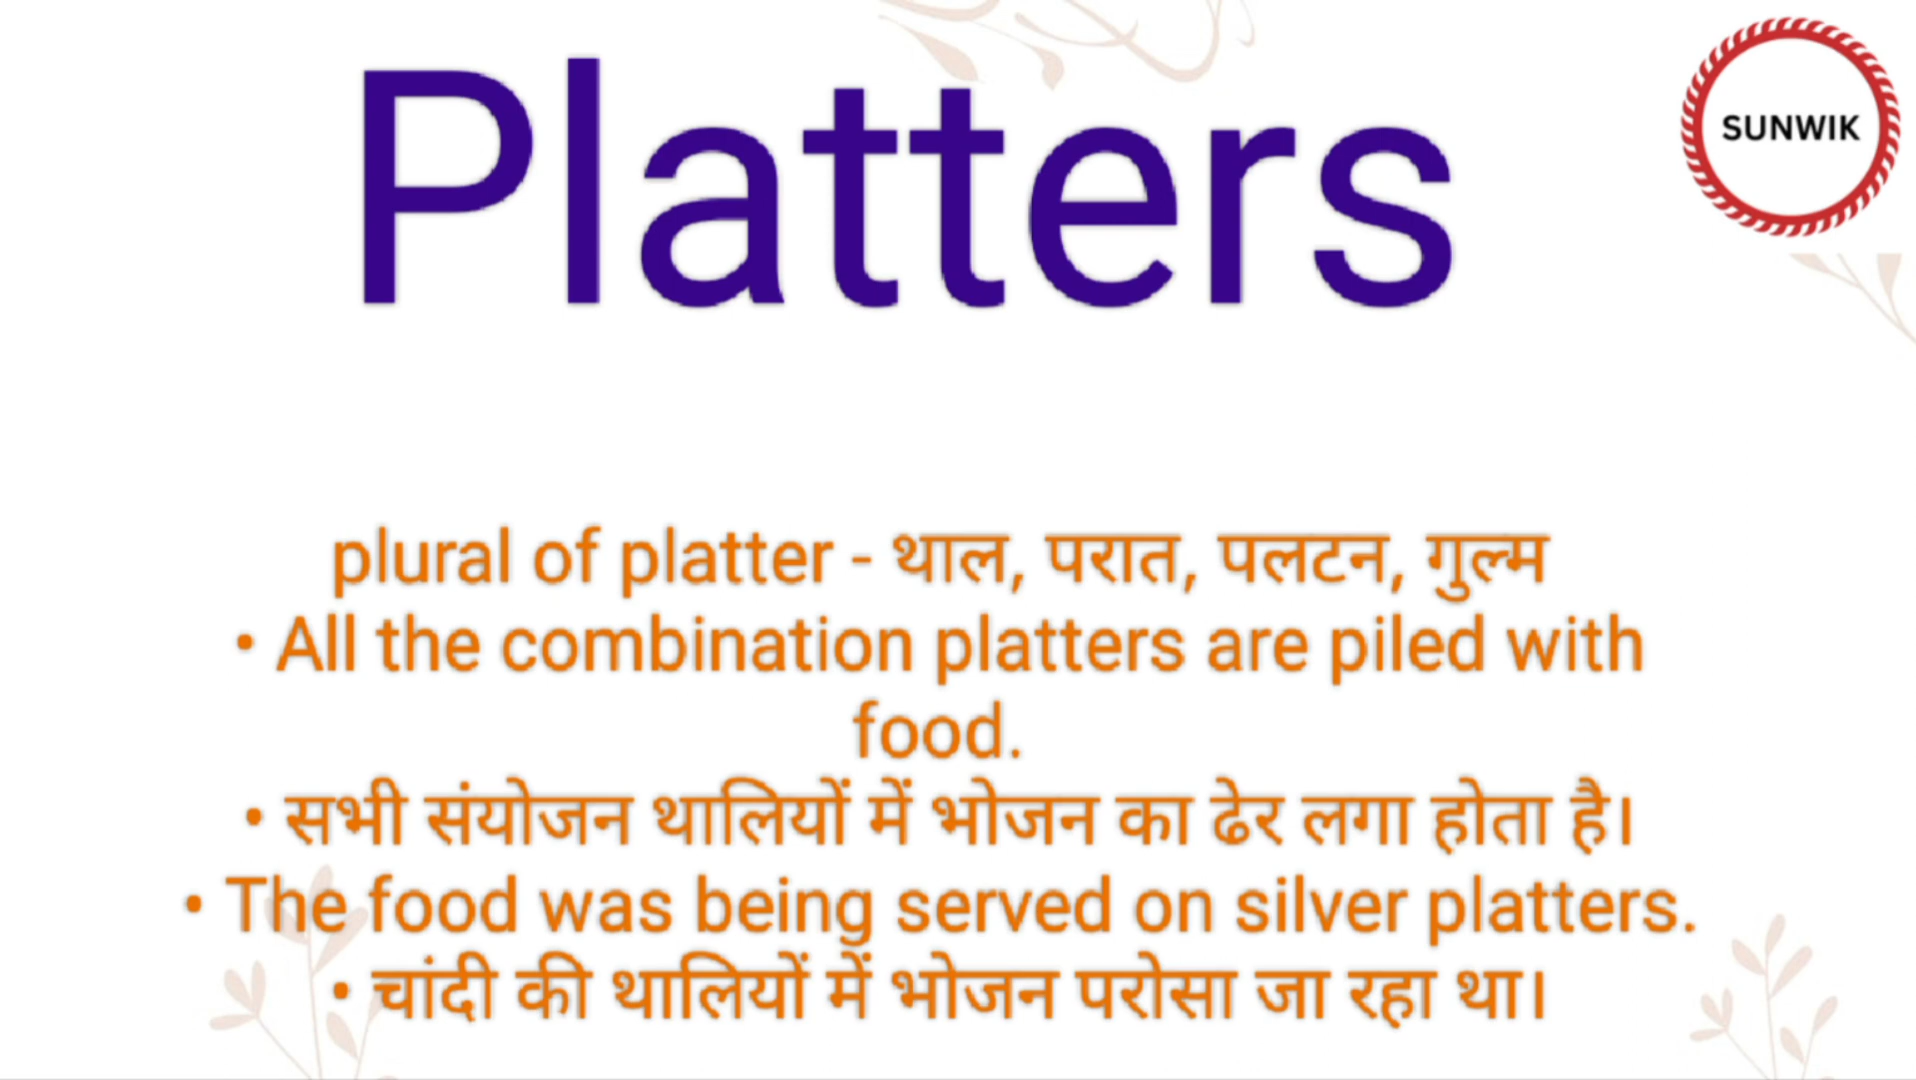 Platters
SUNWIK
plural of platter - थाल, परात, पलटन, गुल्म
• All the combination platters are piled with
food.
• सभी संयोजन थालियों में भोजन का ढेर लगा होता है।
• The food was being served on silver platters.
• चांदी की थालियों में भोजन परोसा जा रहा था।